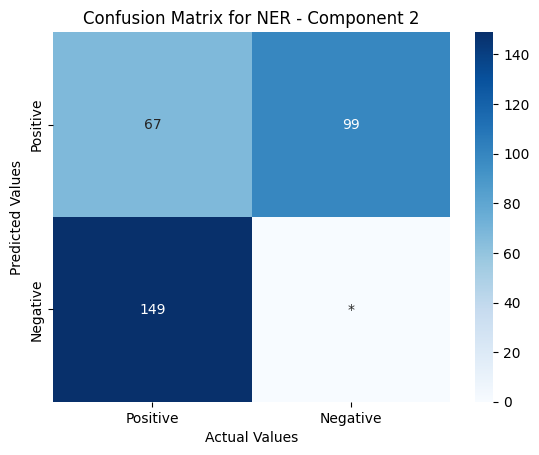 Confusion Matrix for NER - Component 2
Predicted Values
Positive
Negative
67
99
149
*
Positive
Negative
Actual Values
140
120
100
80
60
40
20
0